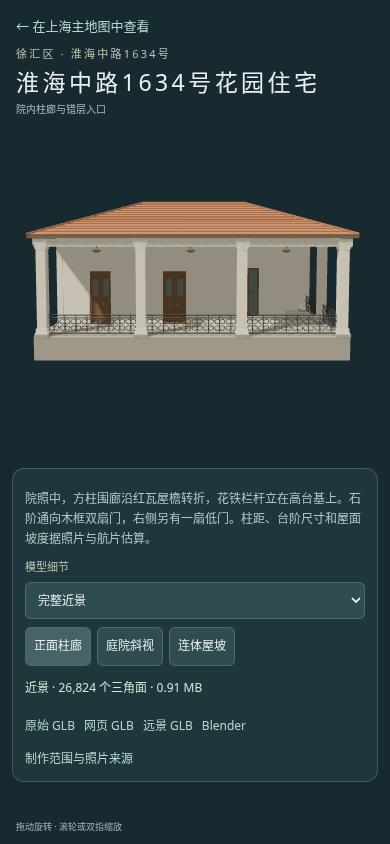 ← 在上海主地图中查看
徐汇区 · 淮海中路1634号
淮海中路1634号花园住宅
院内柱廊与错层入口
院照中，方柱围廊沿红瓦屋檐转折，花铁栏杆立在高台基上。石
阶通向木框双扇门，右侧另有一扇低门。柱距、台阶尺寸和屋面
坡度据照片与航片估算。
模型细节
完整近景
正面柱廊 庭院斜视 连体屋坡
近景 · 26,824 个三角面 · 0.91 MB
原始 GLB 网页 GLB 远景 GLB Blender
制作范围与照片来源
拖动旋转 · 滚轮或双指缩放